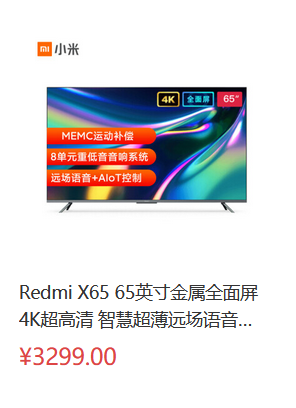 小米
4K 全面屏 65"
MEMC运动补偿
8单元重低音音响系统
远场语音+AIoT控制
Redmi X65 65英寸金属全面屏
4K超高清 智慧超薄远场语音...
¥3299.00